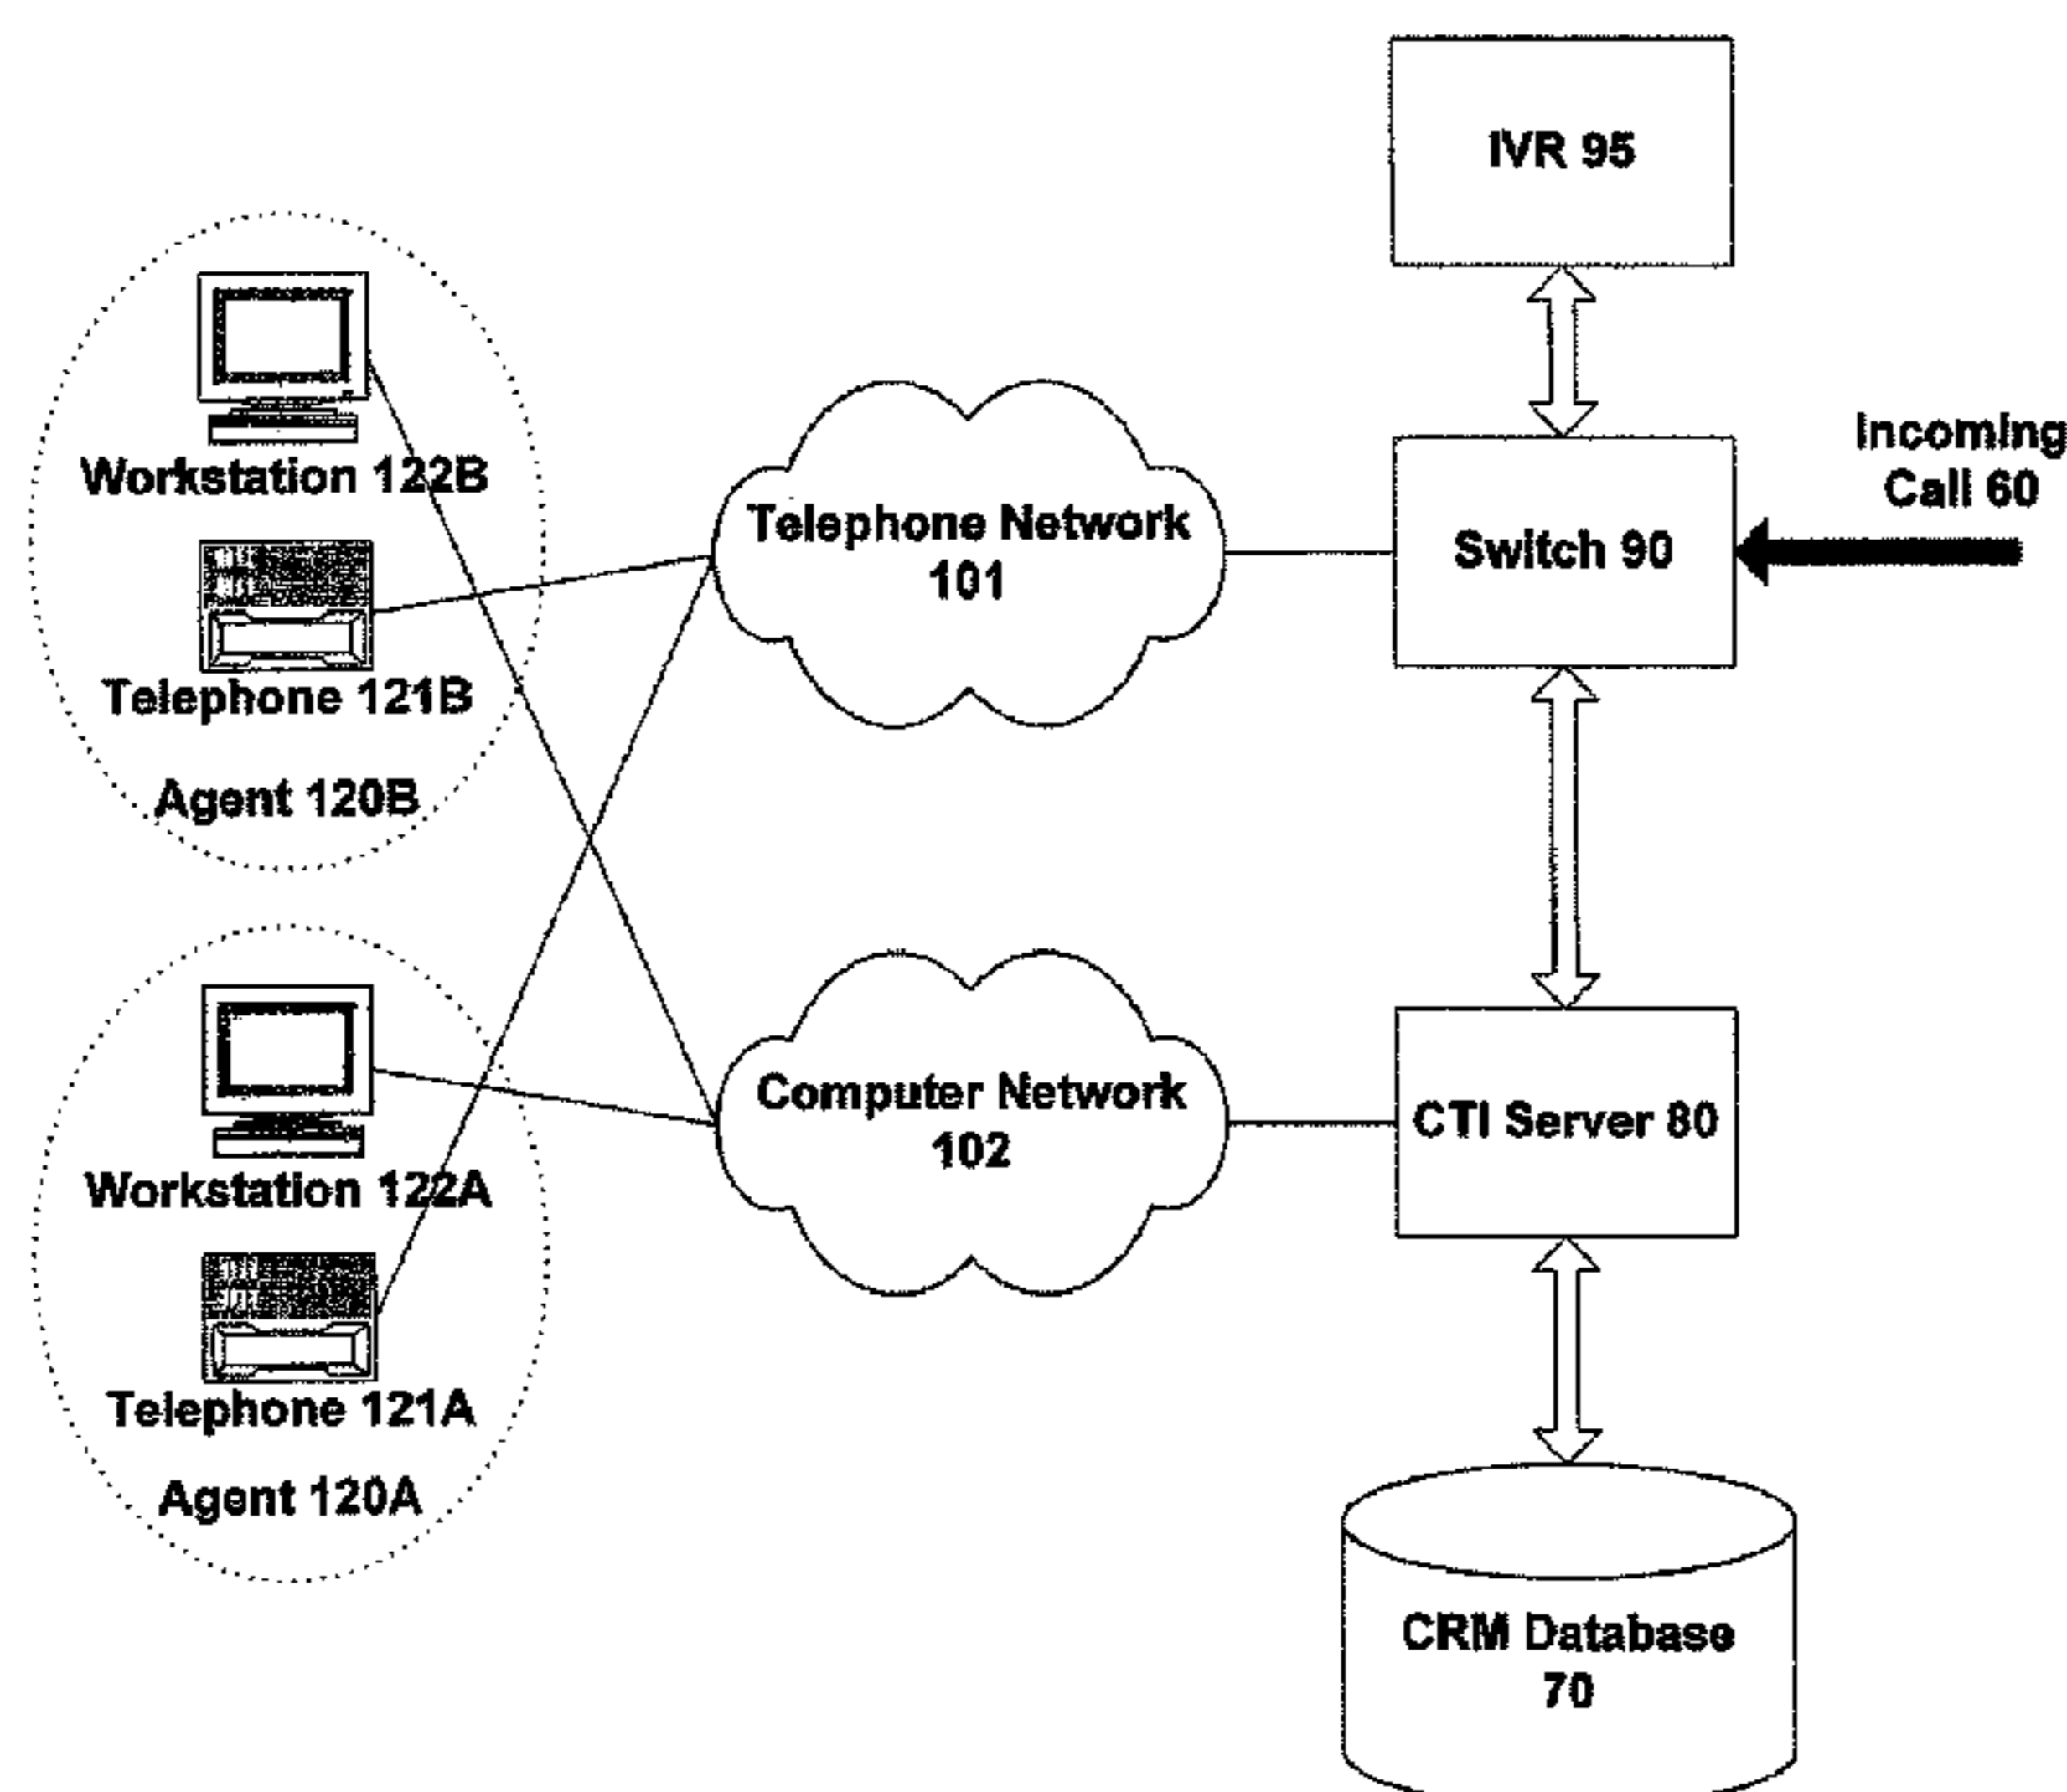 IVR 95
Incoming
Call 60
Workstation 122B
Telephone Network
101
Switch 90
Telephone 121B
Agent 120B
Computer Network
102
CTI Server 80
Workstation 122A
Telephone 121A
Agent 120A
CRM Database
70